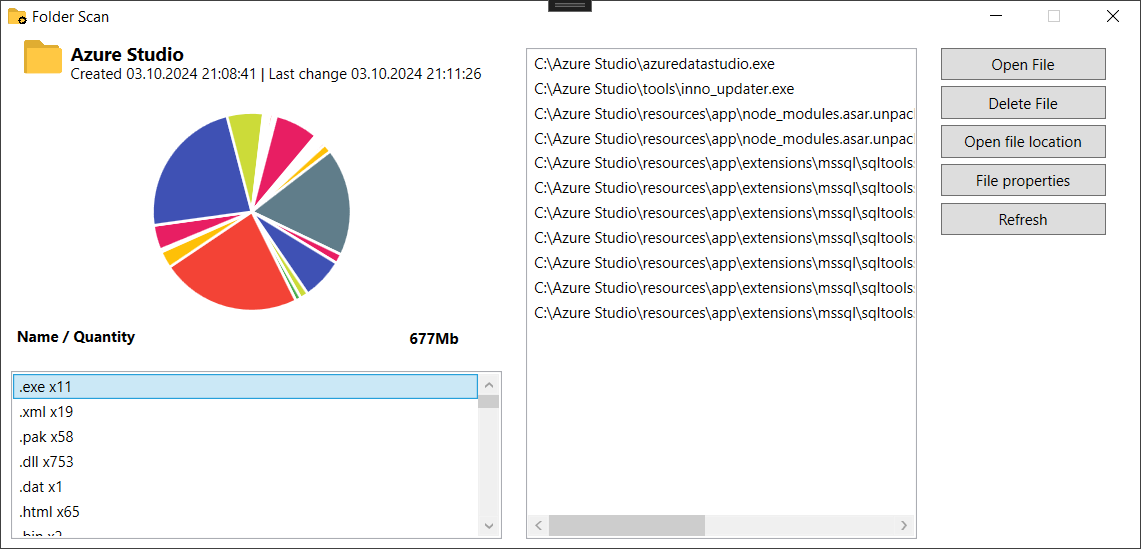 Folder Scan
Azure Studio
Created 03.10.2024 21:08:41 | Last change 03.10.2024 21:11:26
Name / Quantity
677Mb
.exe x11
.xml x19
.pak x58
.dll x753
.dat x1
.html x65
.bin x2
C:\Azure Studio\azuredatastudio.exe
C:\Azure Studio\tools\inno_updater.exe
C:\Azure Studio\resources\app\node_modules.asar.unpac
C:\Azure Studio\resources\app\node_modules.asar.unpac
C:\Azure Studio\resources\app\extensions\mssql\sqltools
C:\Azure Studio\resources\app\extensions\mssql\sqltools
C:\Azure Studio\resources\app\extensions\mssql\sqltools
C:\Azure Studio\resources\app\extensions\mssql\sqltools
C:\Azure Studio\resources\app\extensions\mssql\sqltools
C:\Azure Studio\resources\app\extensions\mssql\sqltools
C:\Azure Studio\resources\app\extensions\mssql\sqltools
Open File
Delete File
Open file location
File properties
Refresh